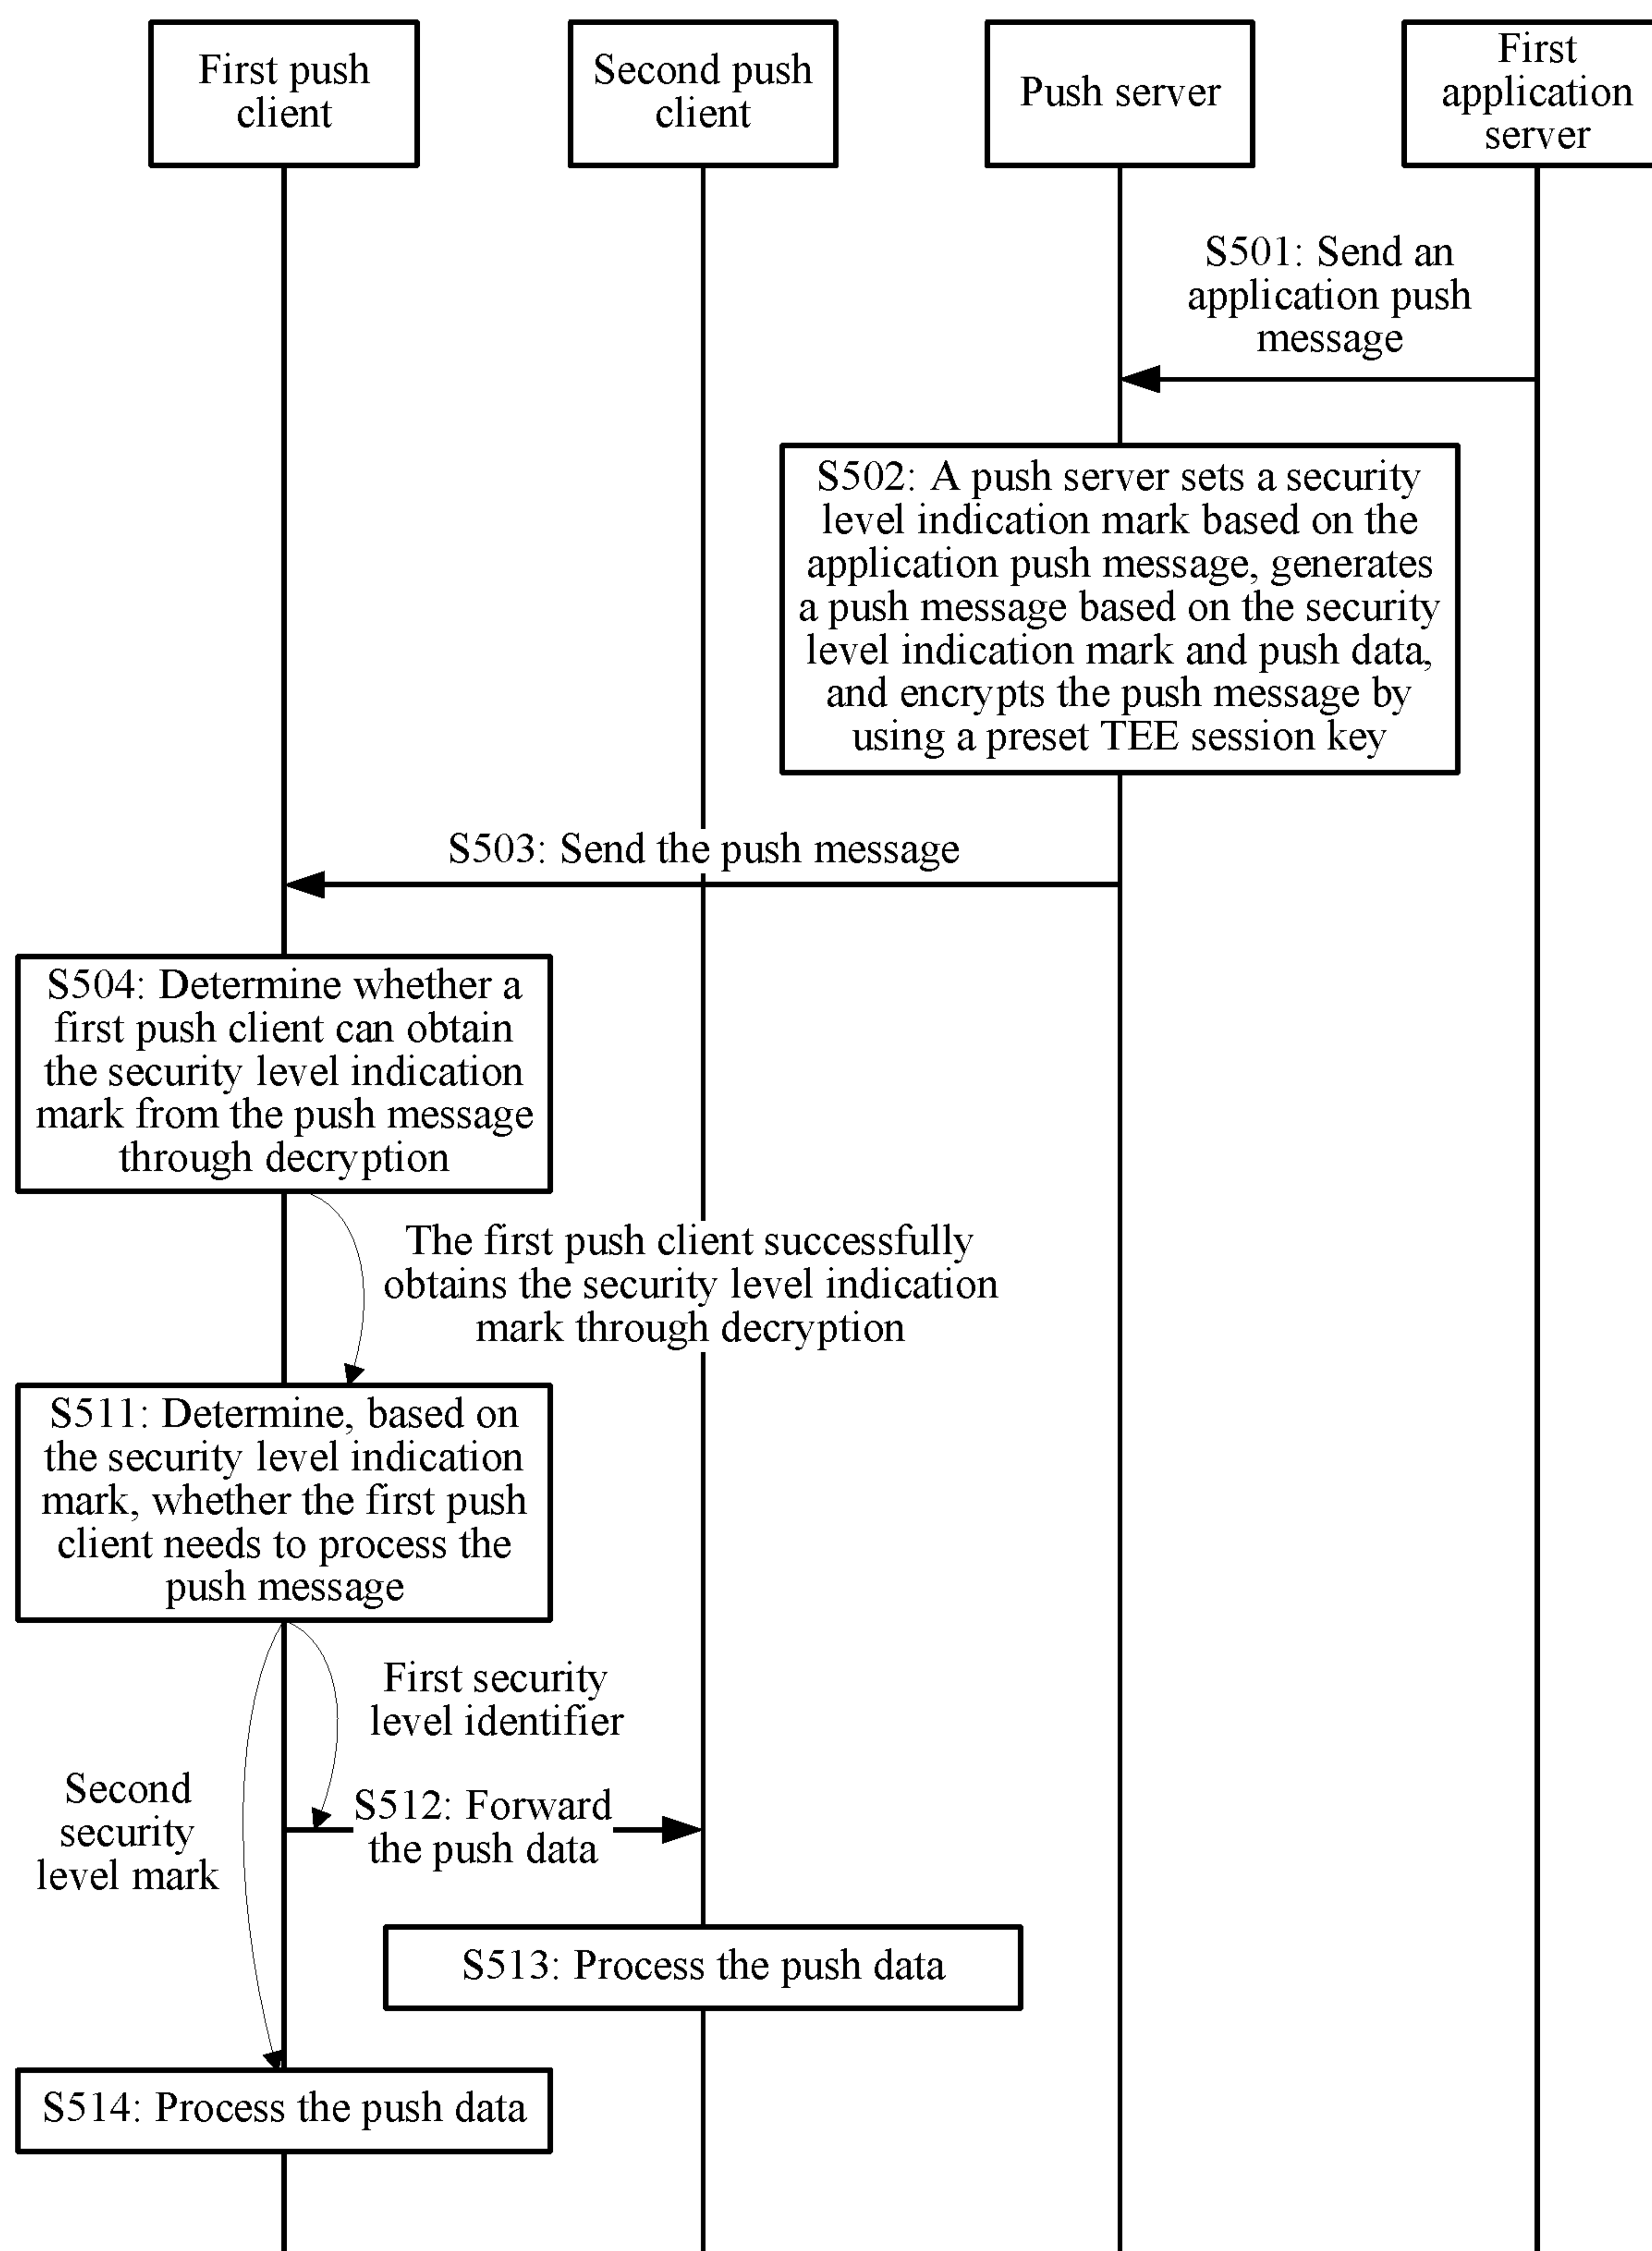 First push
client
Second push
client
Push server
First
application
server
S501: Send an
application push
message
S502: A push server sets a security
level indication mark based on the
application push message, generates
a push message based on the security
level indication mark and push data,
and encrypts the push message by
using a preset TEE session key
S503: Send the push message
S504: Determine whether a
first push client can obtain
the security level indication
mark from the push message
through decryption
The first push client successfully
obtains the security level indication
mark through decryption
S511: Determine, based on
the security level indication
mark, whether the first push
client needs to process the
push message
First security
level identifier
Second
security
level mark
S512: Forward
the push data
S513: Process the push data
S514: Process the push data